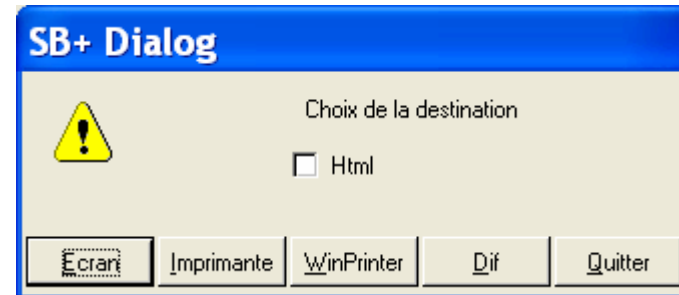 SB+ Dialog
Choix de la destination
Html
Ecran Imprimante WinPrinter Dif Quitter